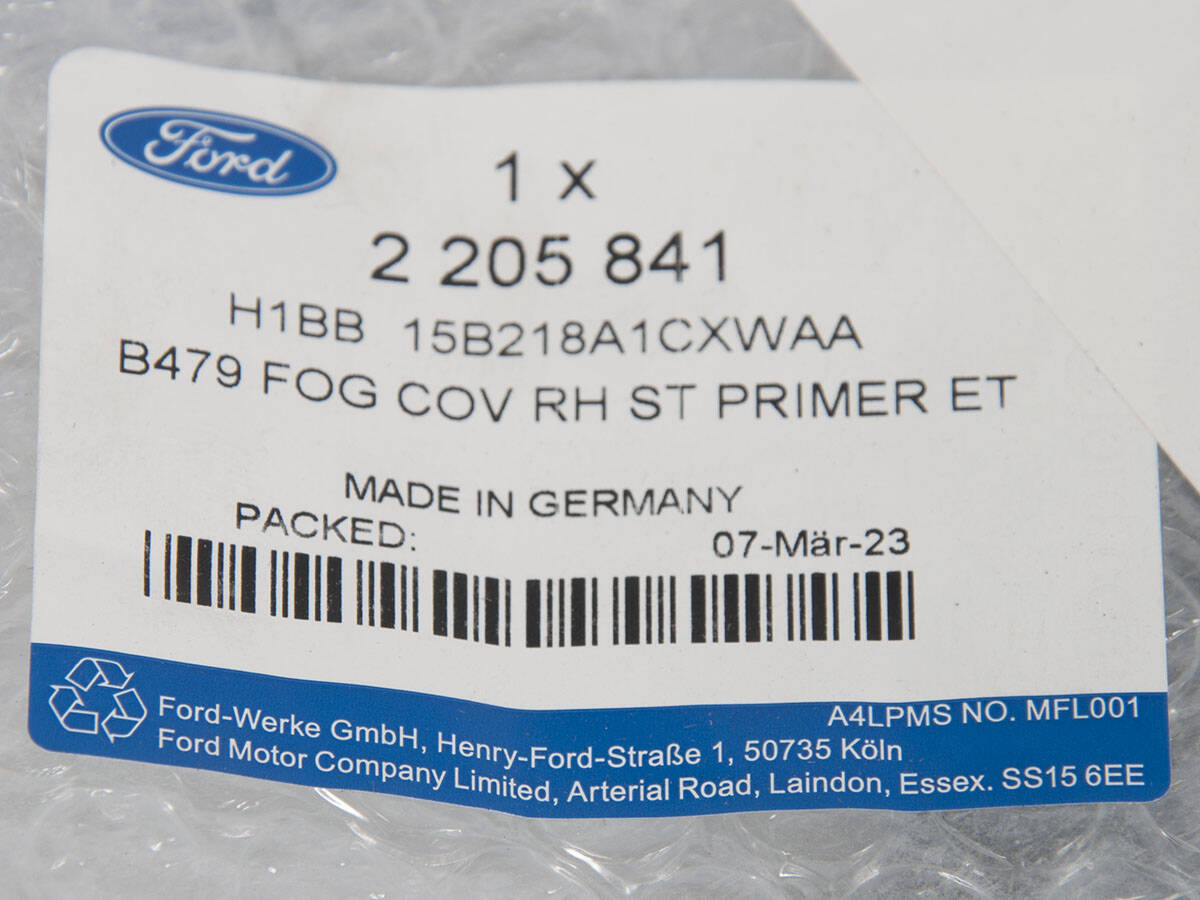 Ford
1 x
2 205 841
H1BB 15B218A1CXWAA
B479 FOG COV RH ST PRIMER ET
MADE IN GERMANY
PACKED: 07-Mär-23
A4LPMS NO. MFL001
Ford-Werke GmbH, Henry-Ford-Straße 1, 50735 Köln
Ford Motor Company Limited, Arterial Road, Laindon, Essex. SS15 6EE